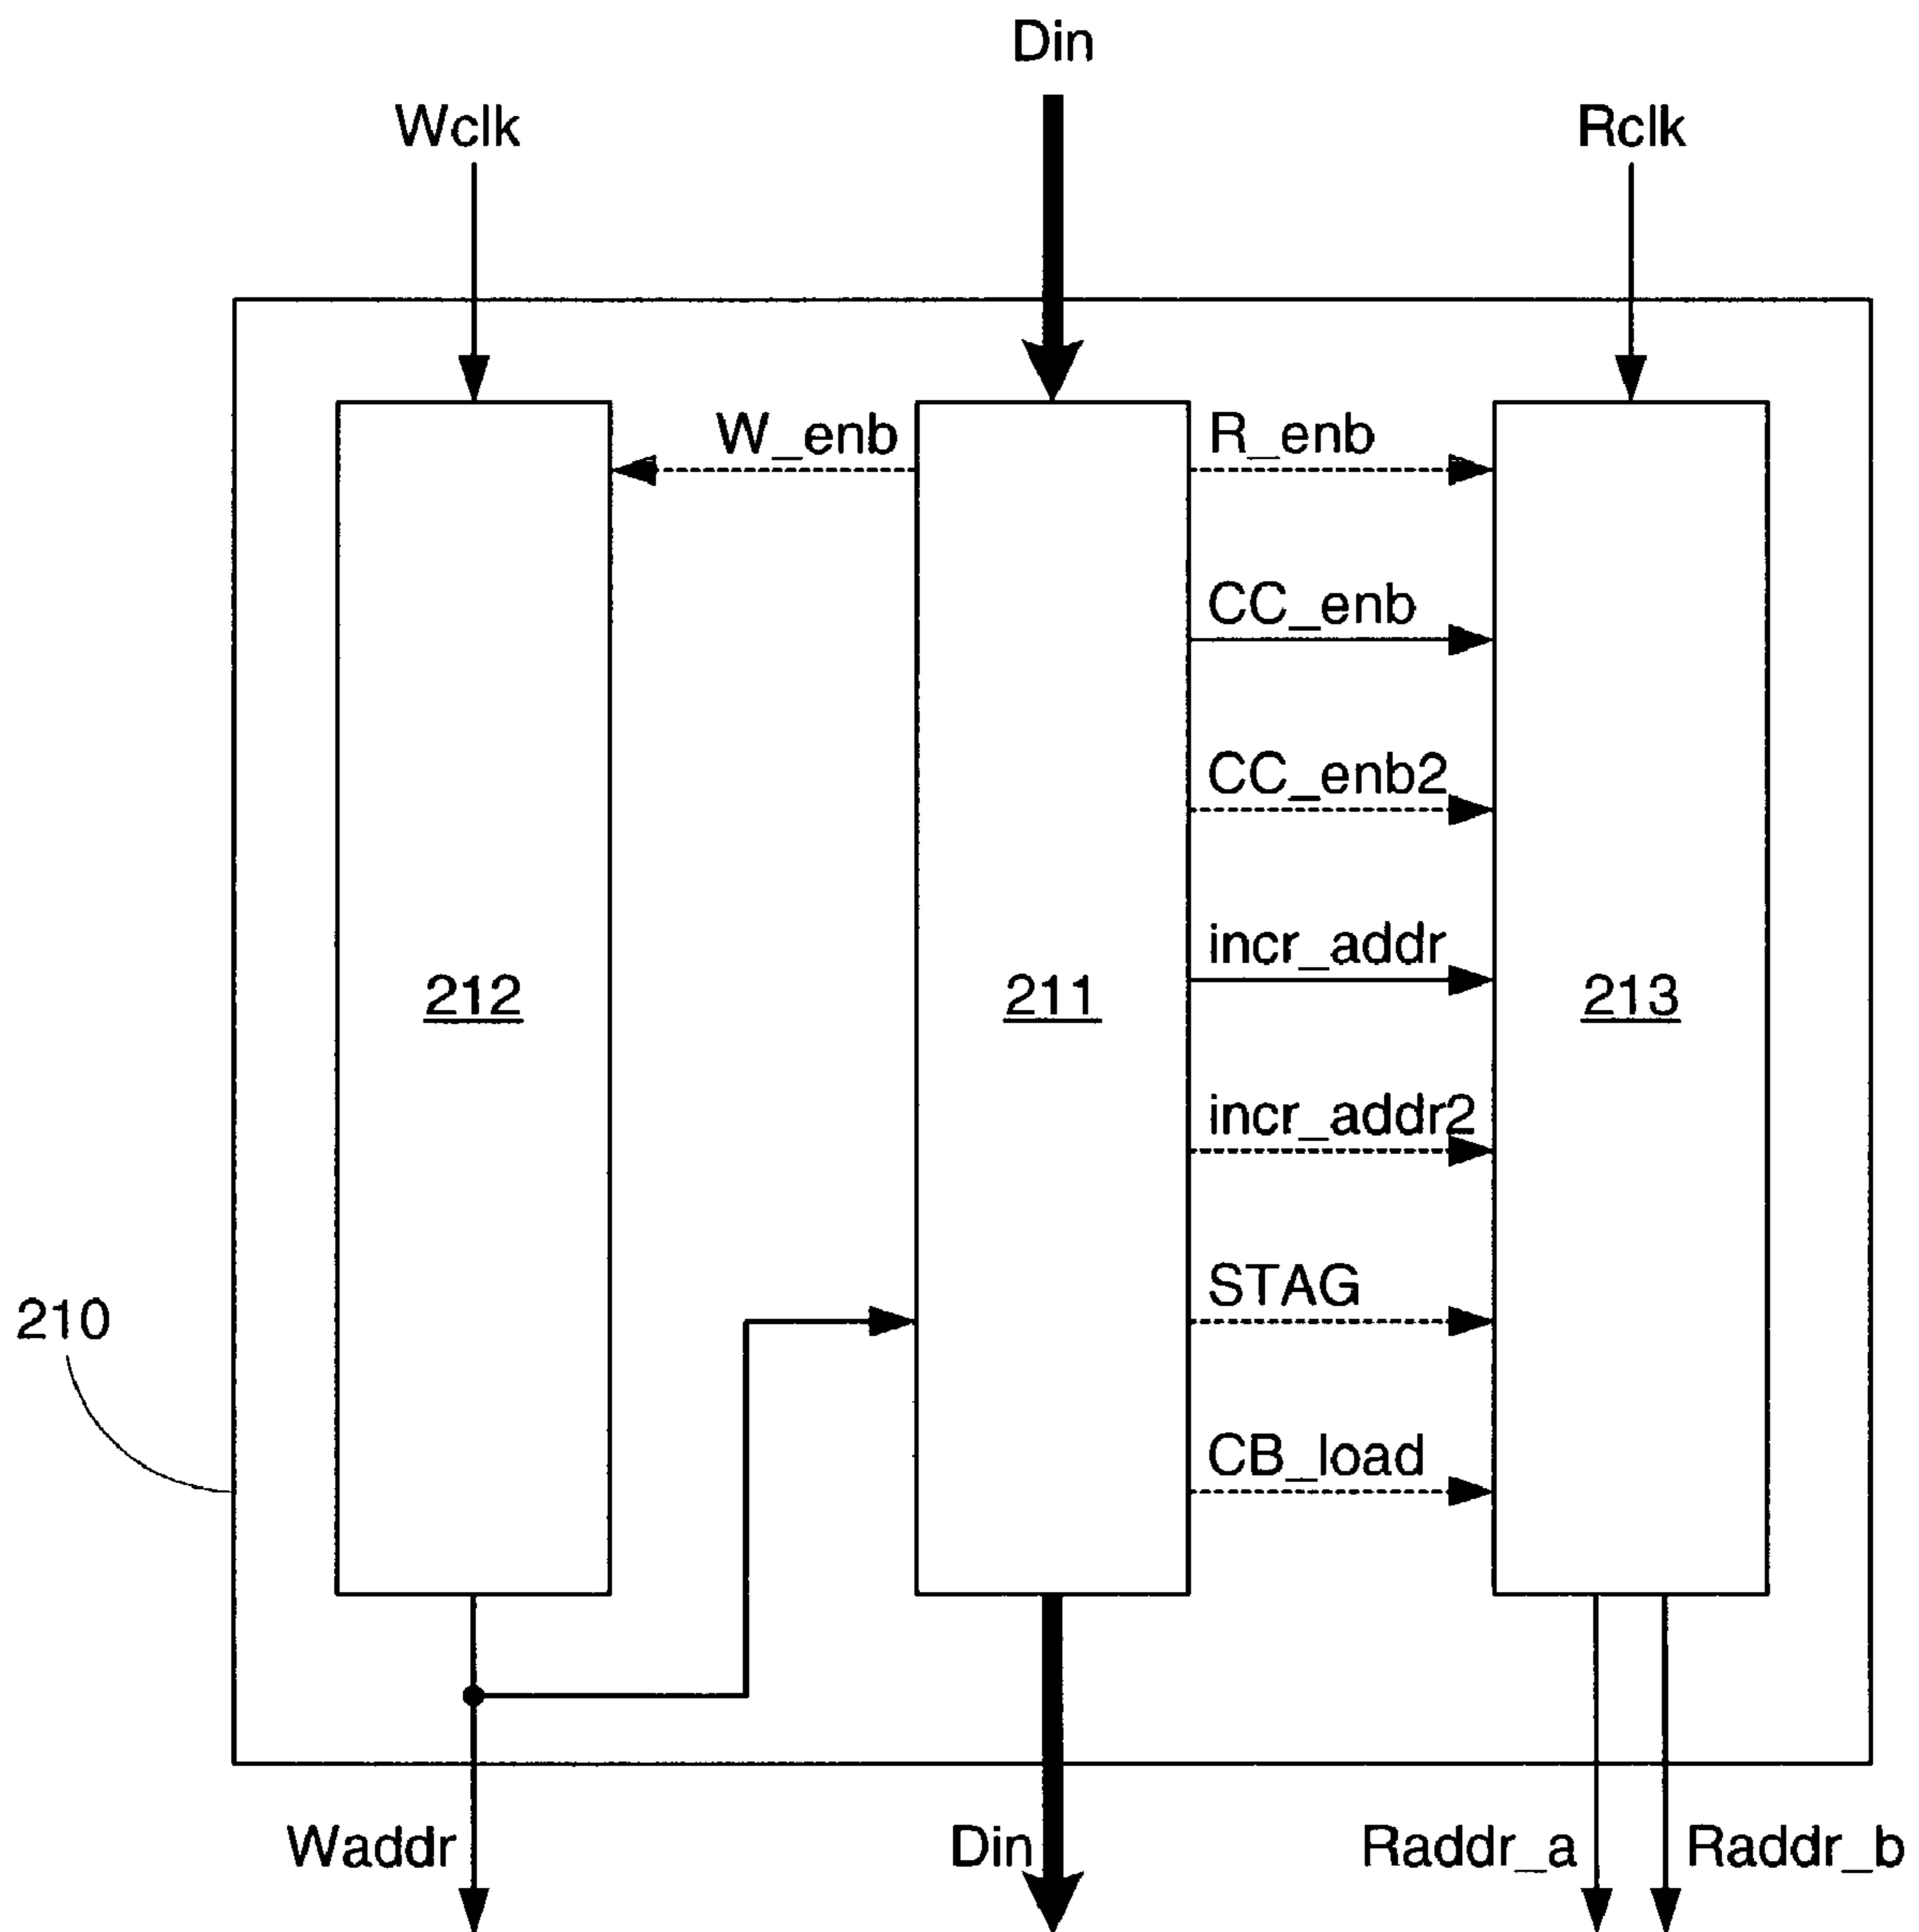 Din
Wclk
Rclk
W_enb
R_enb
CC_enb
CC_enb2
incr_addr
212
211
213
incr_addr2
STAG
210
CB_load
Waddr
Din
Raddr_a
Raddr_b